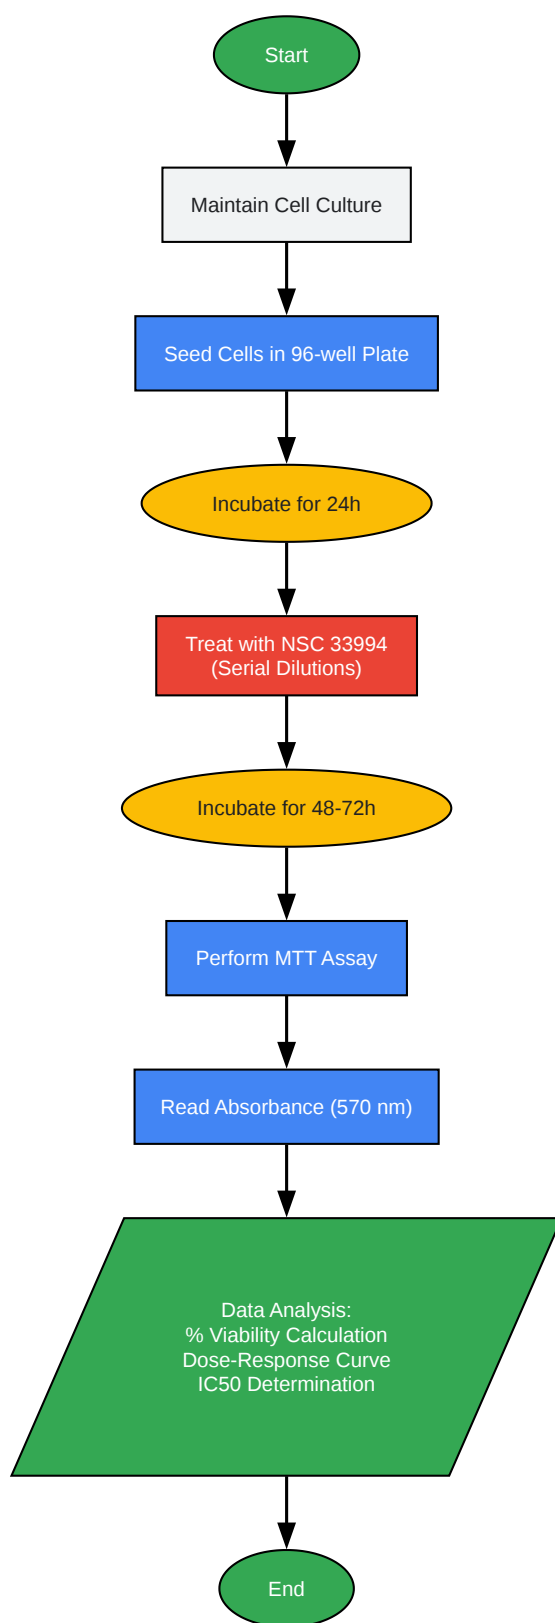 Start
Maintain Cell Culture
Seed Cells in 96-well Plate
Incubate for 24h
Treat with NSC 33994
(Serial Dilutions)
Incubate for 48-72h
Perform MTT Assay
Read Absorbance (570 nm)
Data Analysis:
% Viability Calculation
Dose-Response Curve
IC50 Determination
End